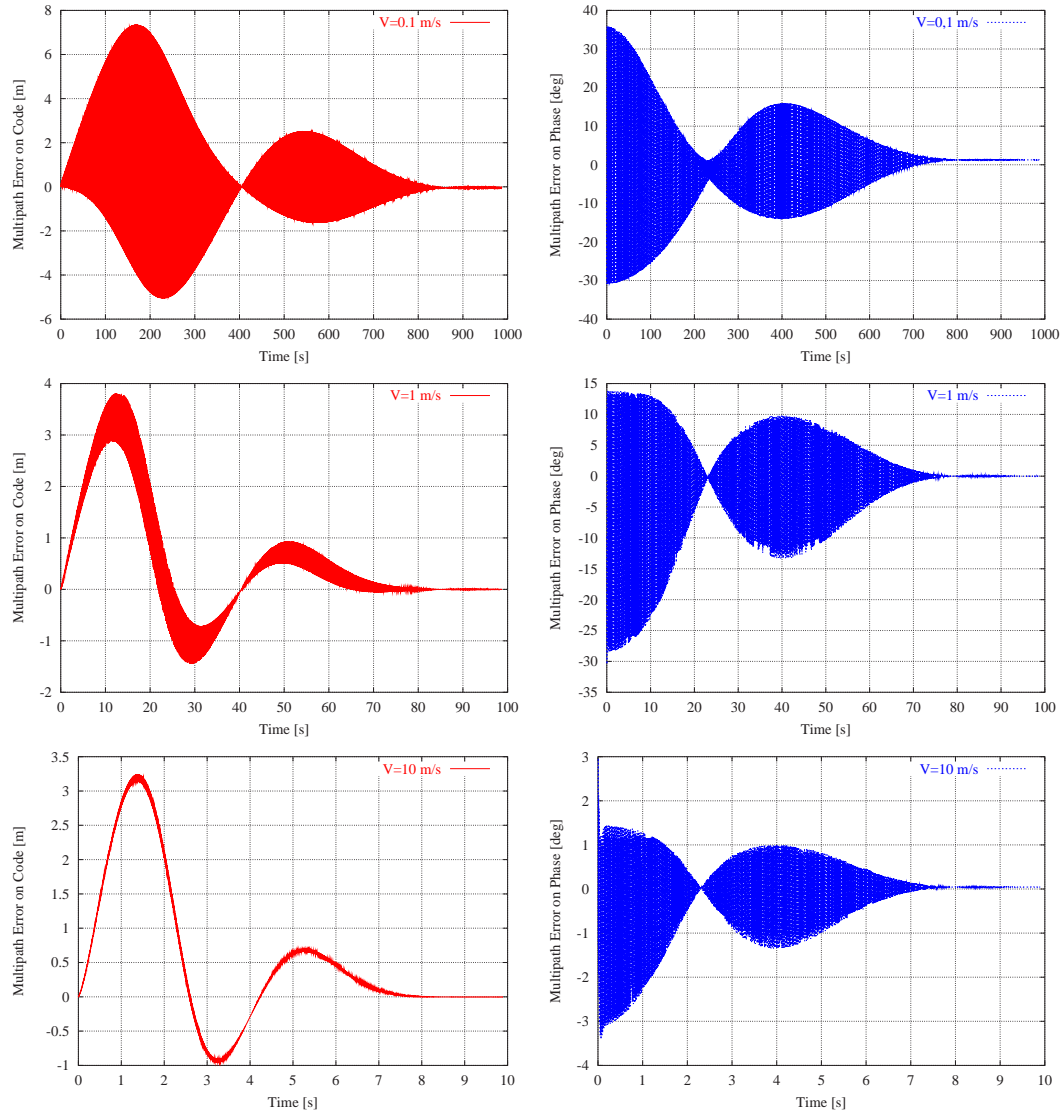 V=0.1 m/s
Multipath Error on Code [m]
8
6
4
2
0
-2
-4
-6
0 100 200 300 400 500 600 700 800 900 1000
Time [s]
V=0,1 m/s
Multipath Error on Phase [deg]
40
30
20
10
0
-10
-20
-30
-40
0 100 200 300 400 500 600 700 800 900 1000
Time [s]
V=1 m/s
Multipath Error on Code [m]
4
3
2
1
0
-1
-2
0 10 20 30 40 50 60 70 80 90 100
Time [s]
V=1 m/s
Multipath Error on Phase [deg]
15
10
5
0
-5
-10
-15
-20
-25
-30
-35
0 10 20 30 40 50 60 70 80 90 100
Time [s]
V=10 m/s
Multipath Error on Code [m]
3.5
3
2.5
2
1.5
1
0.5
0
-0.5
-1
0 1 2 3 4 5 6 7 8 9 10
Time [s]
V=10 m/s
Multipath Error on Phase [deg]
3
2
1
0
-1
-2
-3
-4
0 1 2 3 4 5 6 7 8 9 10
Time [s]